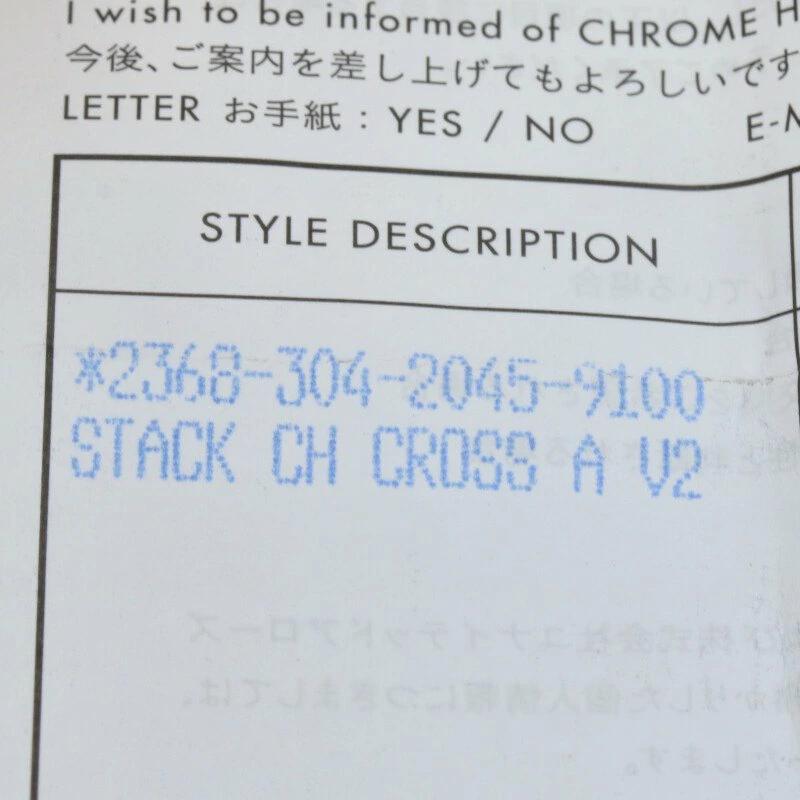 I wish to be informed of CHROME H
今後、ご案内を差し上げてもよろしいです
LETTER お手紙 : YES / NO E-M
STYLE DESCRIPTION
*2368-304-2045-9100
STACK CH CROSS A V2